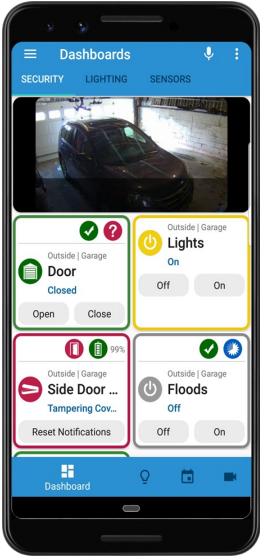 Dashboards
SECURITY LIGHTING SENSORS
Outside | Garage
Door
Closed
Open Close
Outside | Garage
Lights
On
Off On
99%
Outside | Garage
Side Door ...
Tampering Cov...
Reset Notifications
Outside | Garage
Floods
Off
Off On
Dashboard